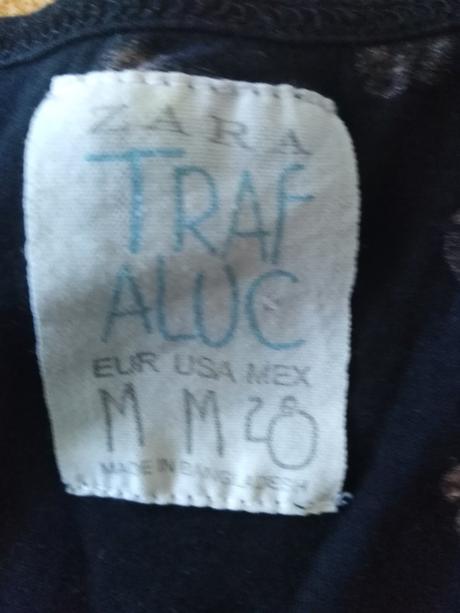 ZARA
TRAF
ALUC
EUR USA MEX
M M 28
MADE IN BANGLADESH